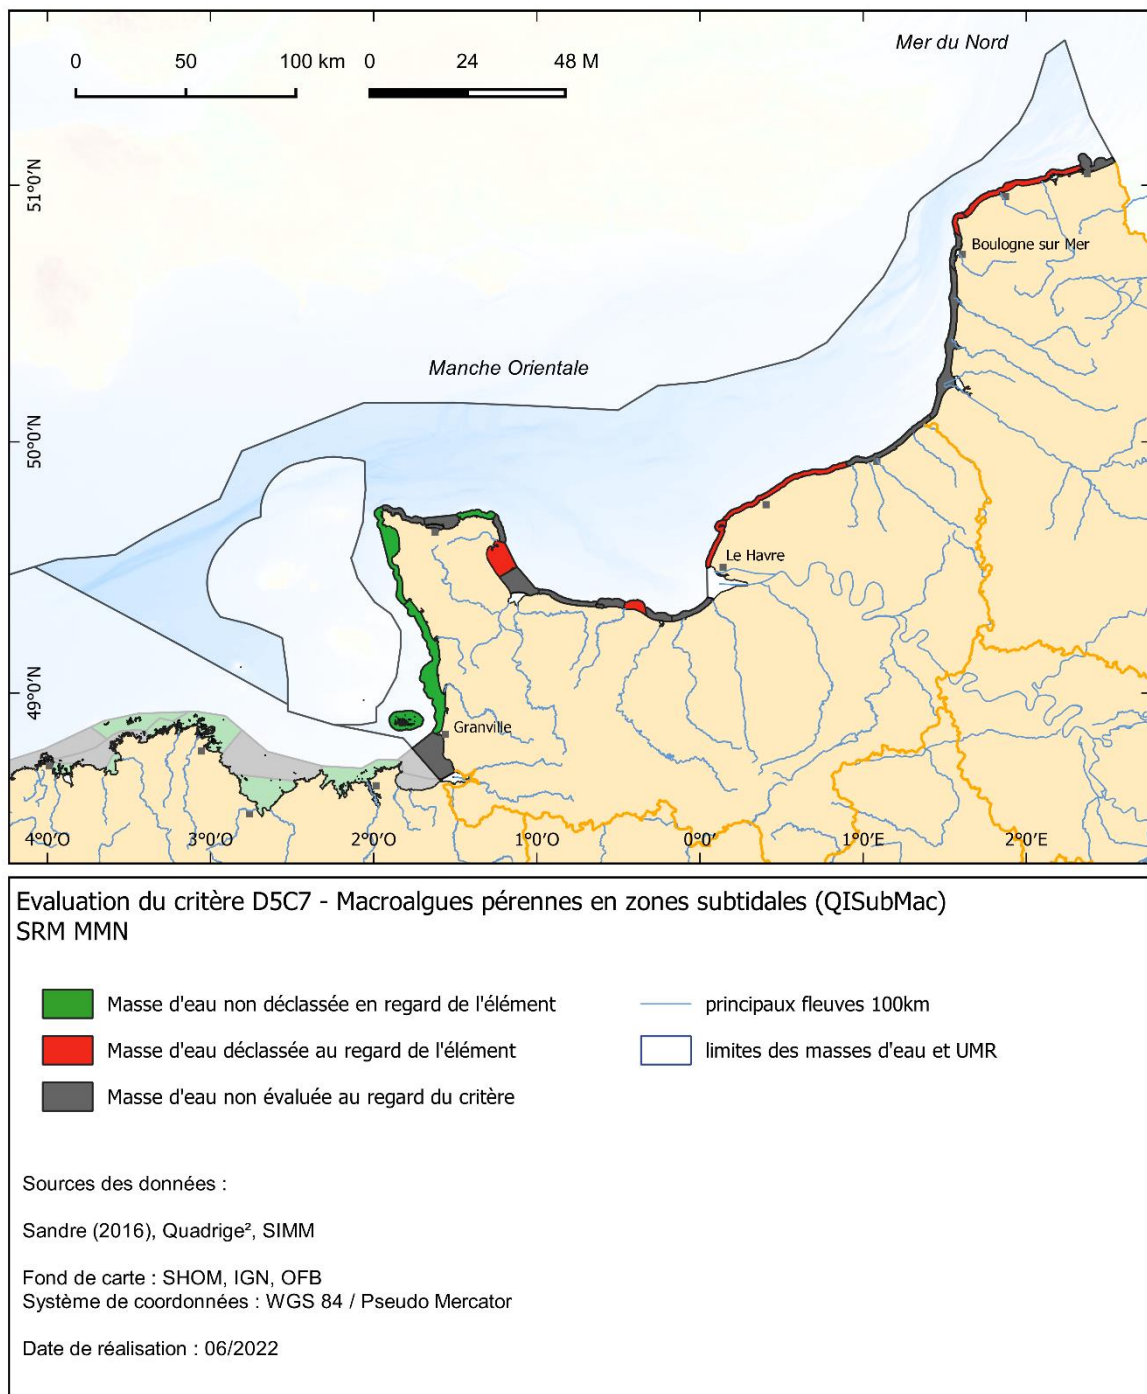 Mer du Nord
0 50 100 km 0 24 48 M
51°0'N
Boulogne sur Mer
Manche Orientale
50°0'N
Le Havre
49°0'N
Granville
4°0'O 3°0'O 2°0'O 1°0'O 0°0' 1°0'O 2°0'E
Evaluation du critère D5C7 - Macroalgues pérennes en zones subtidales (QISubMac)
SRM MMN
Masse d'eau non déclassée en regard de l'élément
principaux fleuves 100km
Masse d'eau déclassée au regard de l'élément
limites des masses d'eau et UMR
Masse d'eau non évaluée au regard du critère
Sources des données :
Sandre (2016), Quadrige², SIMM
Fond de carte : SHOM, IGN, OFB
Système de coordonnées : WGS 84 / Pseudo Mercator
Date de réalisation : 06/2022